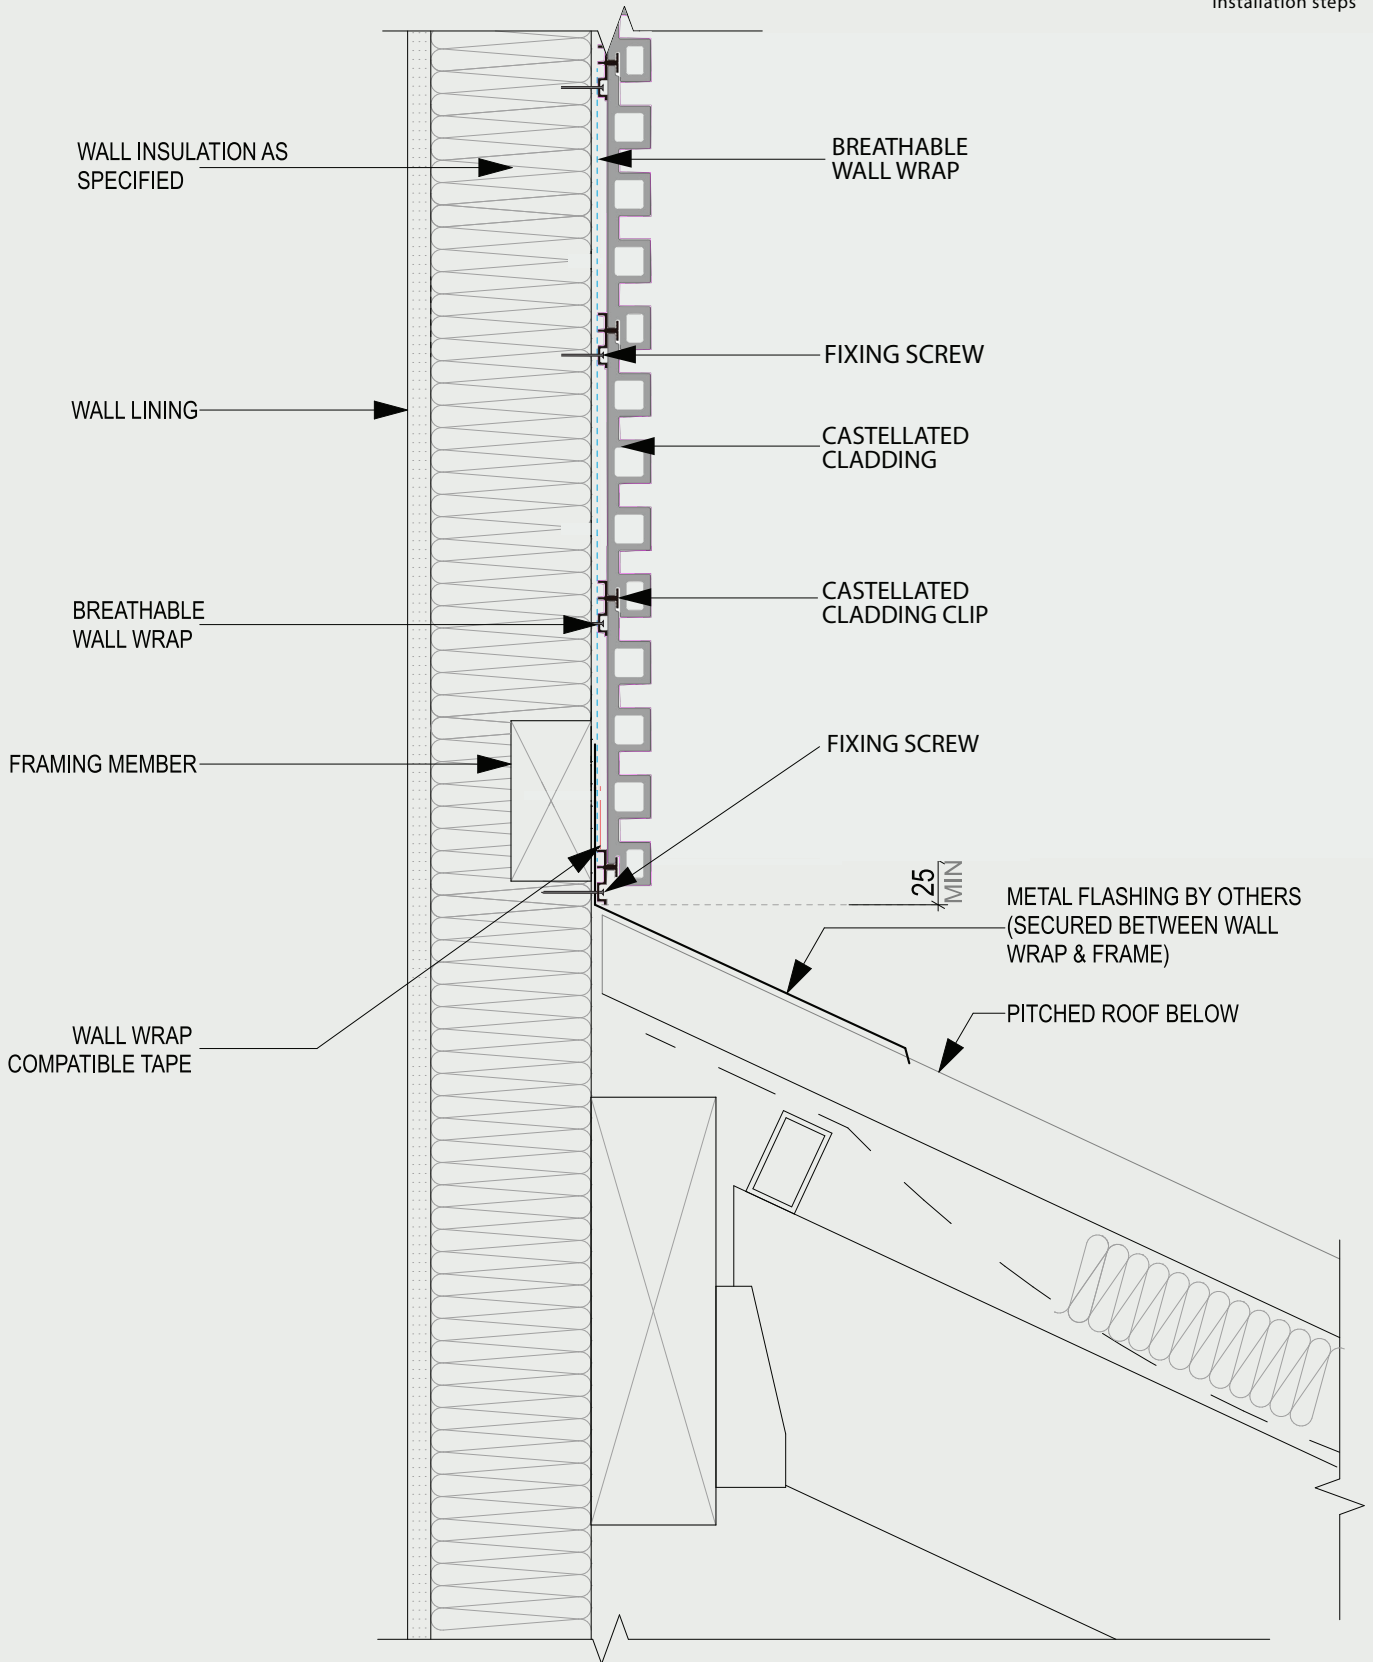 Installation steps
WALL INSULATION AS
SPECIFIED
BREATHABLE
WALL WRAP
FIXING SCREW
WALL LINING
CASTELLATED
CLADDING
CASTELLATED
CLADDING CLIP
BREATHABLE
WALL WRAP
FIXING SCREW
FRAMING MEMBER
25
MIN
METAL FLASHING BY OTHERS
(SECURED BETWEEN WALL
WRAP & FRAME)
PITCHED ROOF BELOW
WALL WRAP
COMPATIBLE TAPE